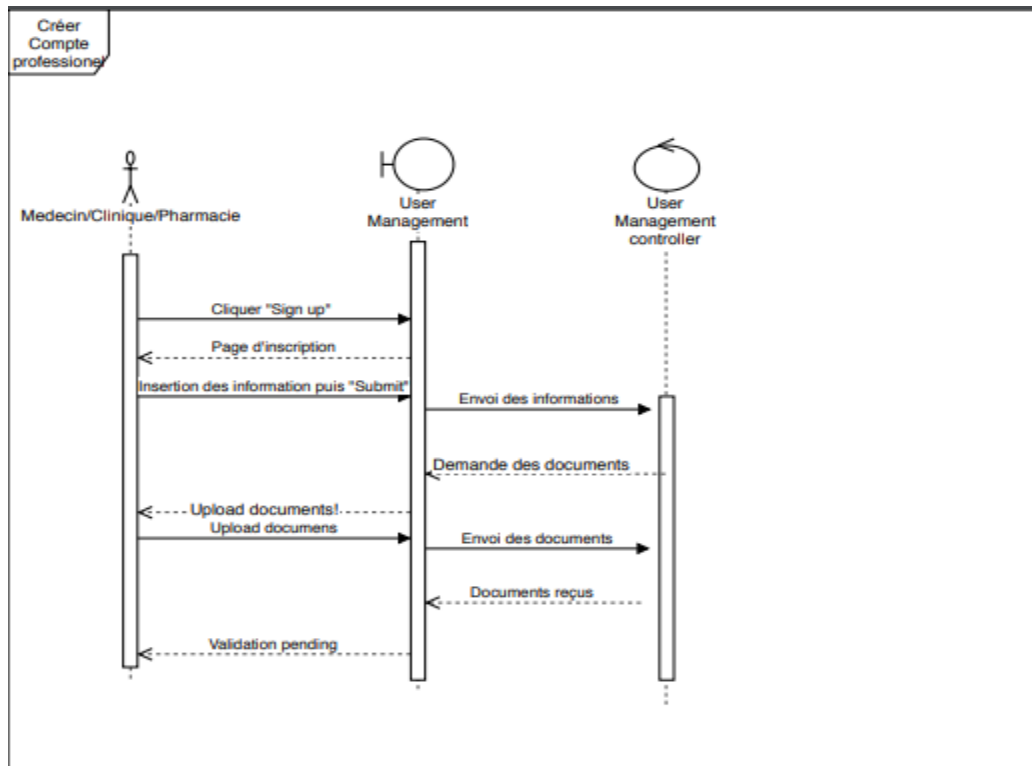 Créer
Compte
professionel
Medecin/Clinique/Pharmacie
User
Management
User
Management
controller
Cliquer "Sign up"
Page d'inscription
Insertion des information puis "Submit"
Envoi des informations
Demande des documents
Upload documents!
Upload documens
Envoi des documents
Documents reçus
Validation pending